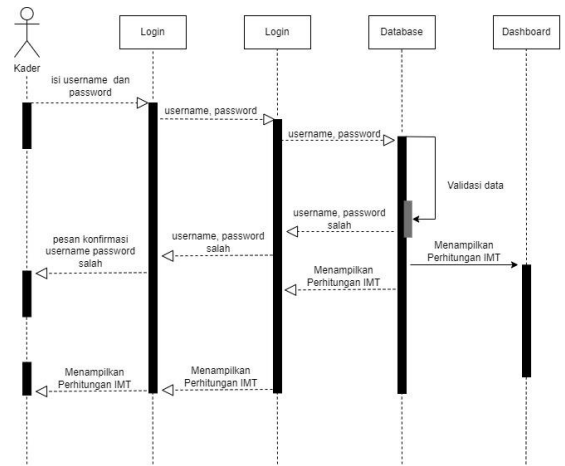 Login
Login
Database
Dashboard
Kader
isi username dan
password
username, password
username, password
Validasi data
username, password
salah
username, password
salah
pesan konfirmasi
username password
salah
Menampilkan
Perhitungan IMT
Menampilkan
Perhitungan IMT
Menampilkan
Perhitungan IMT
Menampilkan
Perhitungan IMT